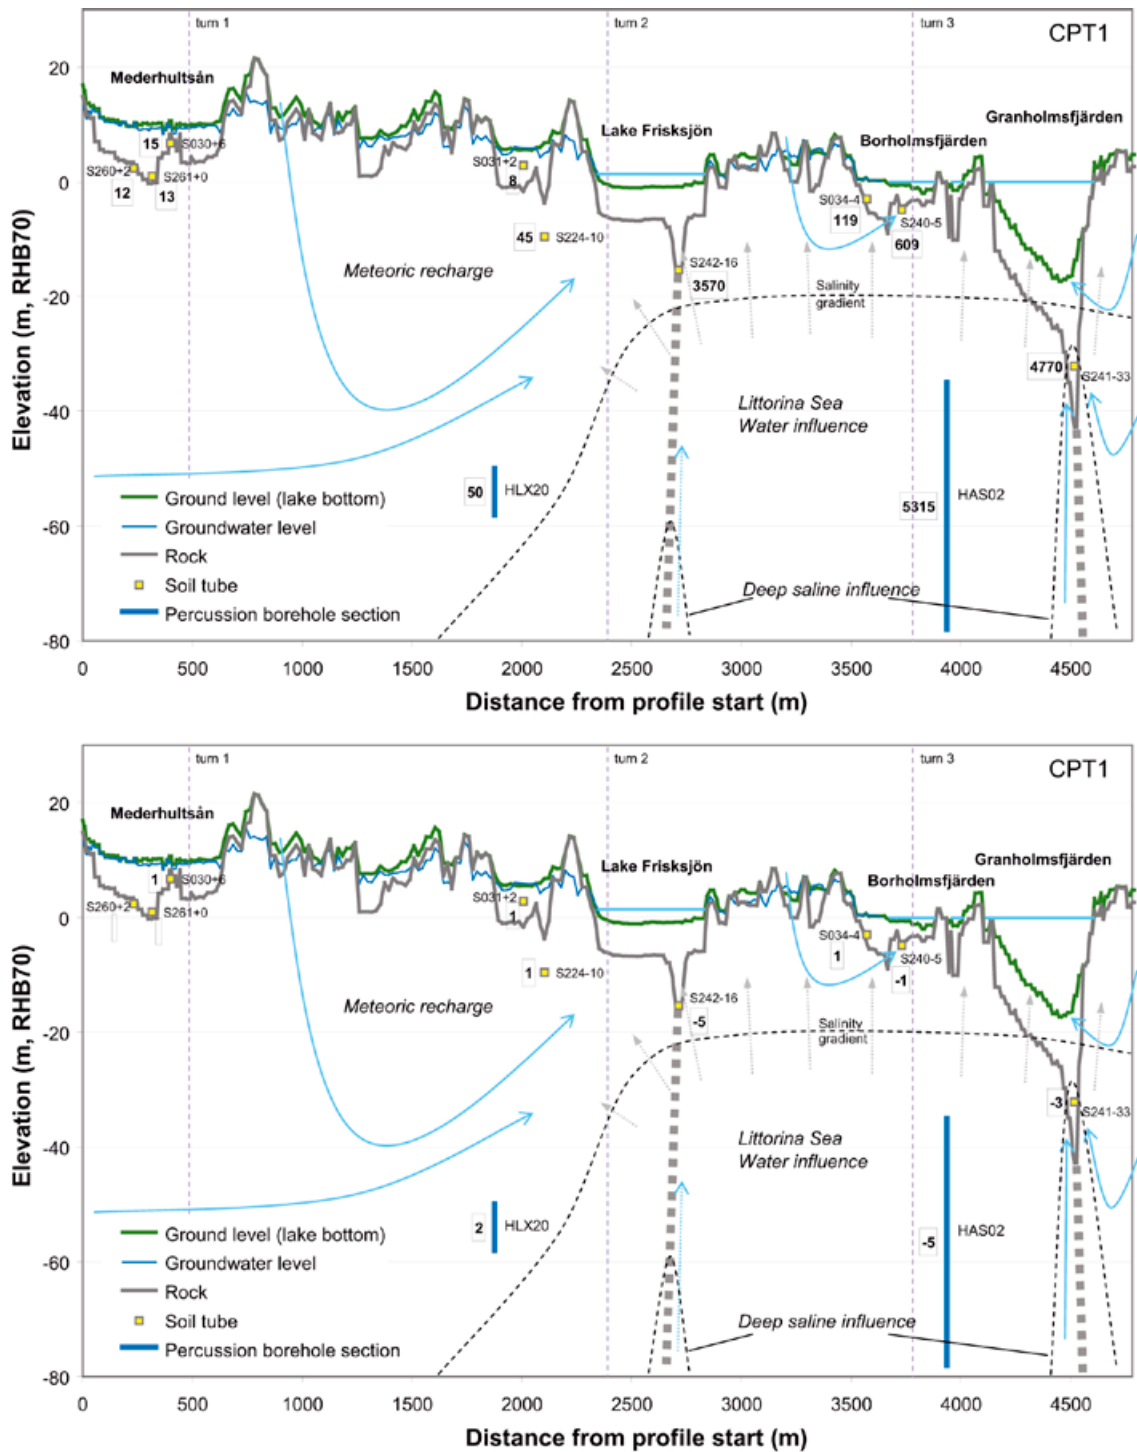 turn 1
turn 2
turn 3
CPT1
Mederhultsån
Granholmsfjärden
Lake Frisksjön
Borholmsfjärden
15
S030+6
S260+2
S261+0
12
13
S031+2
8
45
S224-10
S034-4
119
S240-5
609
S242-16
3570
Meteoric recharge
Salinity
gradient
4770
S241-33
Littorina Sea
Water influence
50
HLX20
5315
HAS02
Deep saline influence
Ground level (lake bottom)
Groundwater level
Rock
Soil tube
Percussion borehole section
Elevation (m, RHB70)
20
0
-20
-40
-60
-80
0 500 1000 1500 2000 2500 3000 3500 4000 4500
Distance from profile start (m)
turn 1
turn 2
turn 3
CPT1
Mederhultsån
Granholmsfjärden
Lake Frisksjön
Borholmsfjärden
1
S030+6
S260+2
S261+0
S031+2
1
1
S224-10
S034-4
1
S240-5
-1
S242-16
-5
Meteoric recharge
Salinity
gradient
-3
S241-33
Littorina Sea
Water influence
2
HLX20
-5
HAS02
Deep saline influence
Ground level (lake bottom)
Groundwater level
Rock
Soil tube
Percussion borehole section
Elevation (m, RHB70)
20
0
-20
-40
-60
-80
0 500 1000 1500 2000 2500 3000 3500 4000 4500
Distance from profile start (m)